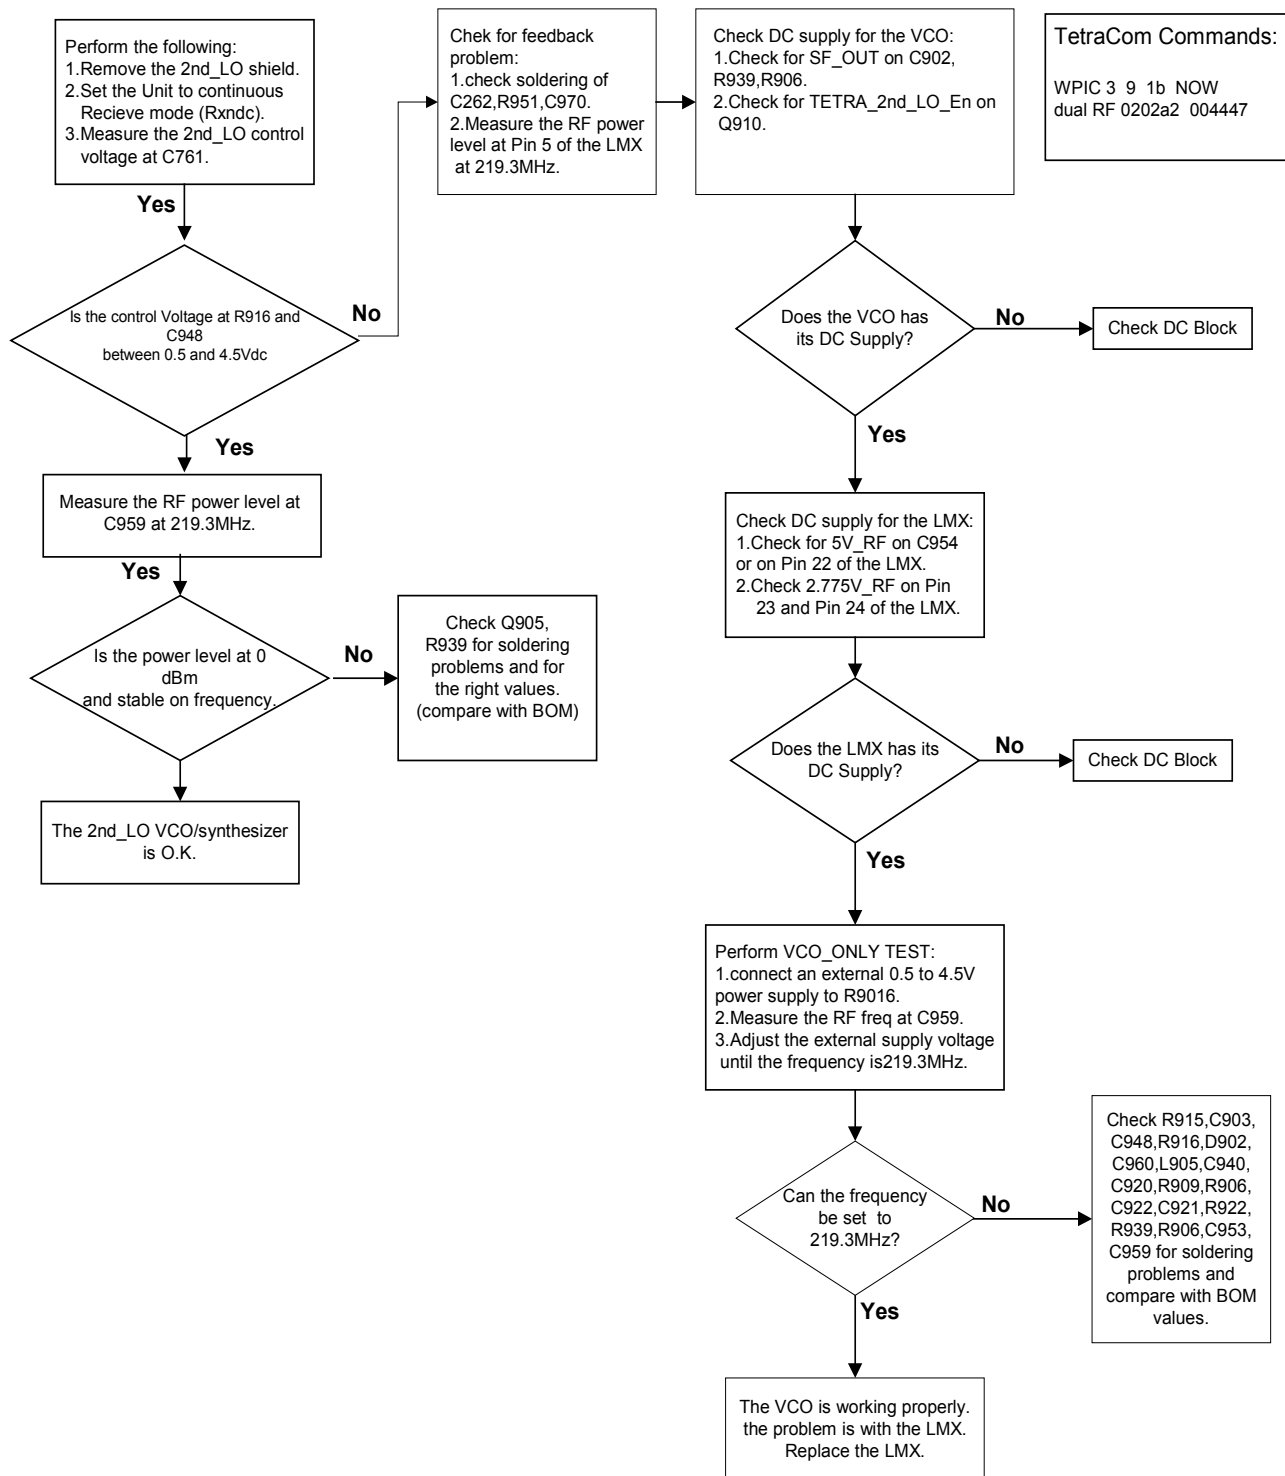 Perform the following:
1.Remove the 2nd_LO shield.
2.Set the Unit to continuous
Recieve mode (Rxndc).
3.Measure the 2nd_LO control
voltage at C761.
Yes
Is the control Voltage at R916 and
C948
between 0.5 and 4.5Vdc
No
Yes
Measure the RF power level at
C959 at 219.3MHz.
Yes
Is the power level at 0
dBm
and stable on frequency.
No
Check Q905,
R939 for soldering
problems and for
the right values.
(compare with BOM)
The 2nd_LO VCO/synthesizer
is O.K.
Chek for feedback
problem:
1.check soldering of
C262,R951,C970.
2.Measure the RF power
level at Pin 5 of the LMX
at 219.3MHz.
Check DC supply for the VCO:
1.Check for SF_OUT on C902,
R939,R906.
2.Check for TETRA_2nd_LO_En on
Q910.
TetraCom Commands:
WPIC 3 9 1b NOW
dual RF 0202a2 004447
Does the VCO has
its DC Supply?
No
Check DC Block
Yes
Check DC supply for the LMX:
1.Check for 5V_RF on C954
or on Pin 22 of the LMX.
2.Check 2.775V_RF on Pin
23 and Pin 24 of the LMX.
Does the LMX has its
DC Supply?
No
Check DC Block
Yes
Perform VCO_ONLY TEST:
1.connect an external 0.5 to 4.5V
power supply to R9016.
2.Measure the RF freq at C959.
3.Adjust the external supply voltage
until the frequency is219.3MHz.
Can the frequency
be set to
219.3MHz?
No
Check R915,C903,
C948,R916,D902,
C960,L905,C940,
C920,R909,R906,
C922,C921,R922,
R939,R906,C953,
C959 for soldering
problems and
compare with BOM
values.
Yes
The VCO is working properly.
the problem is with the LMX.
Replace the LMX.